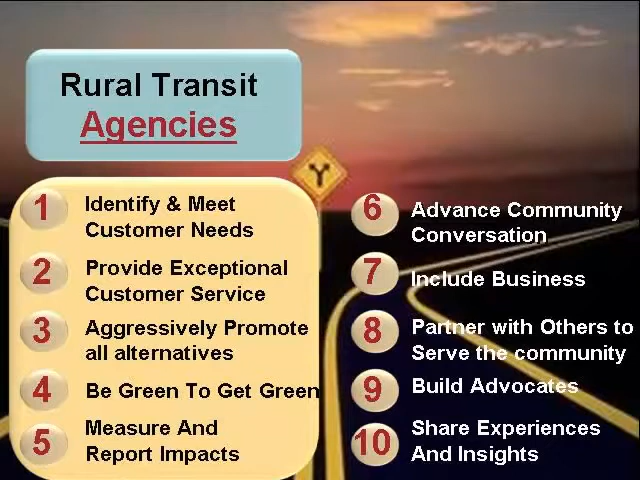 Rural Transit
Agencies
1
Identify & Meet
Customer Needs
2
Provide Exceptional
Customer Service
3
Aggressively Promote
all alternatives
4
Be Green To Get Green
5
Measure And
Report Impacts
6
Advance Community
Conversation
7
Include Business
8
Partner with Others to
Serve the community
9
Build Advocates
10
Share Experiences
And Insights